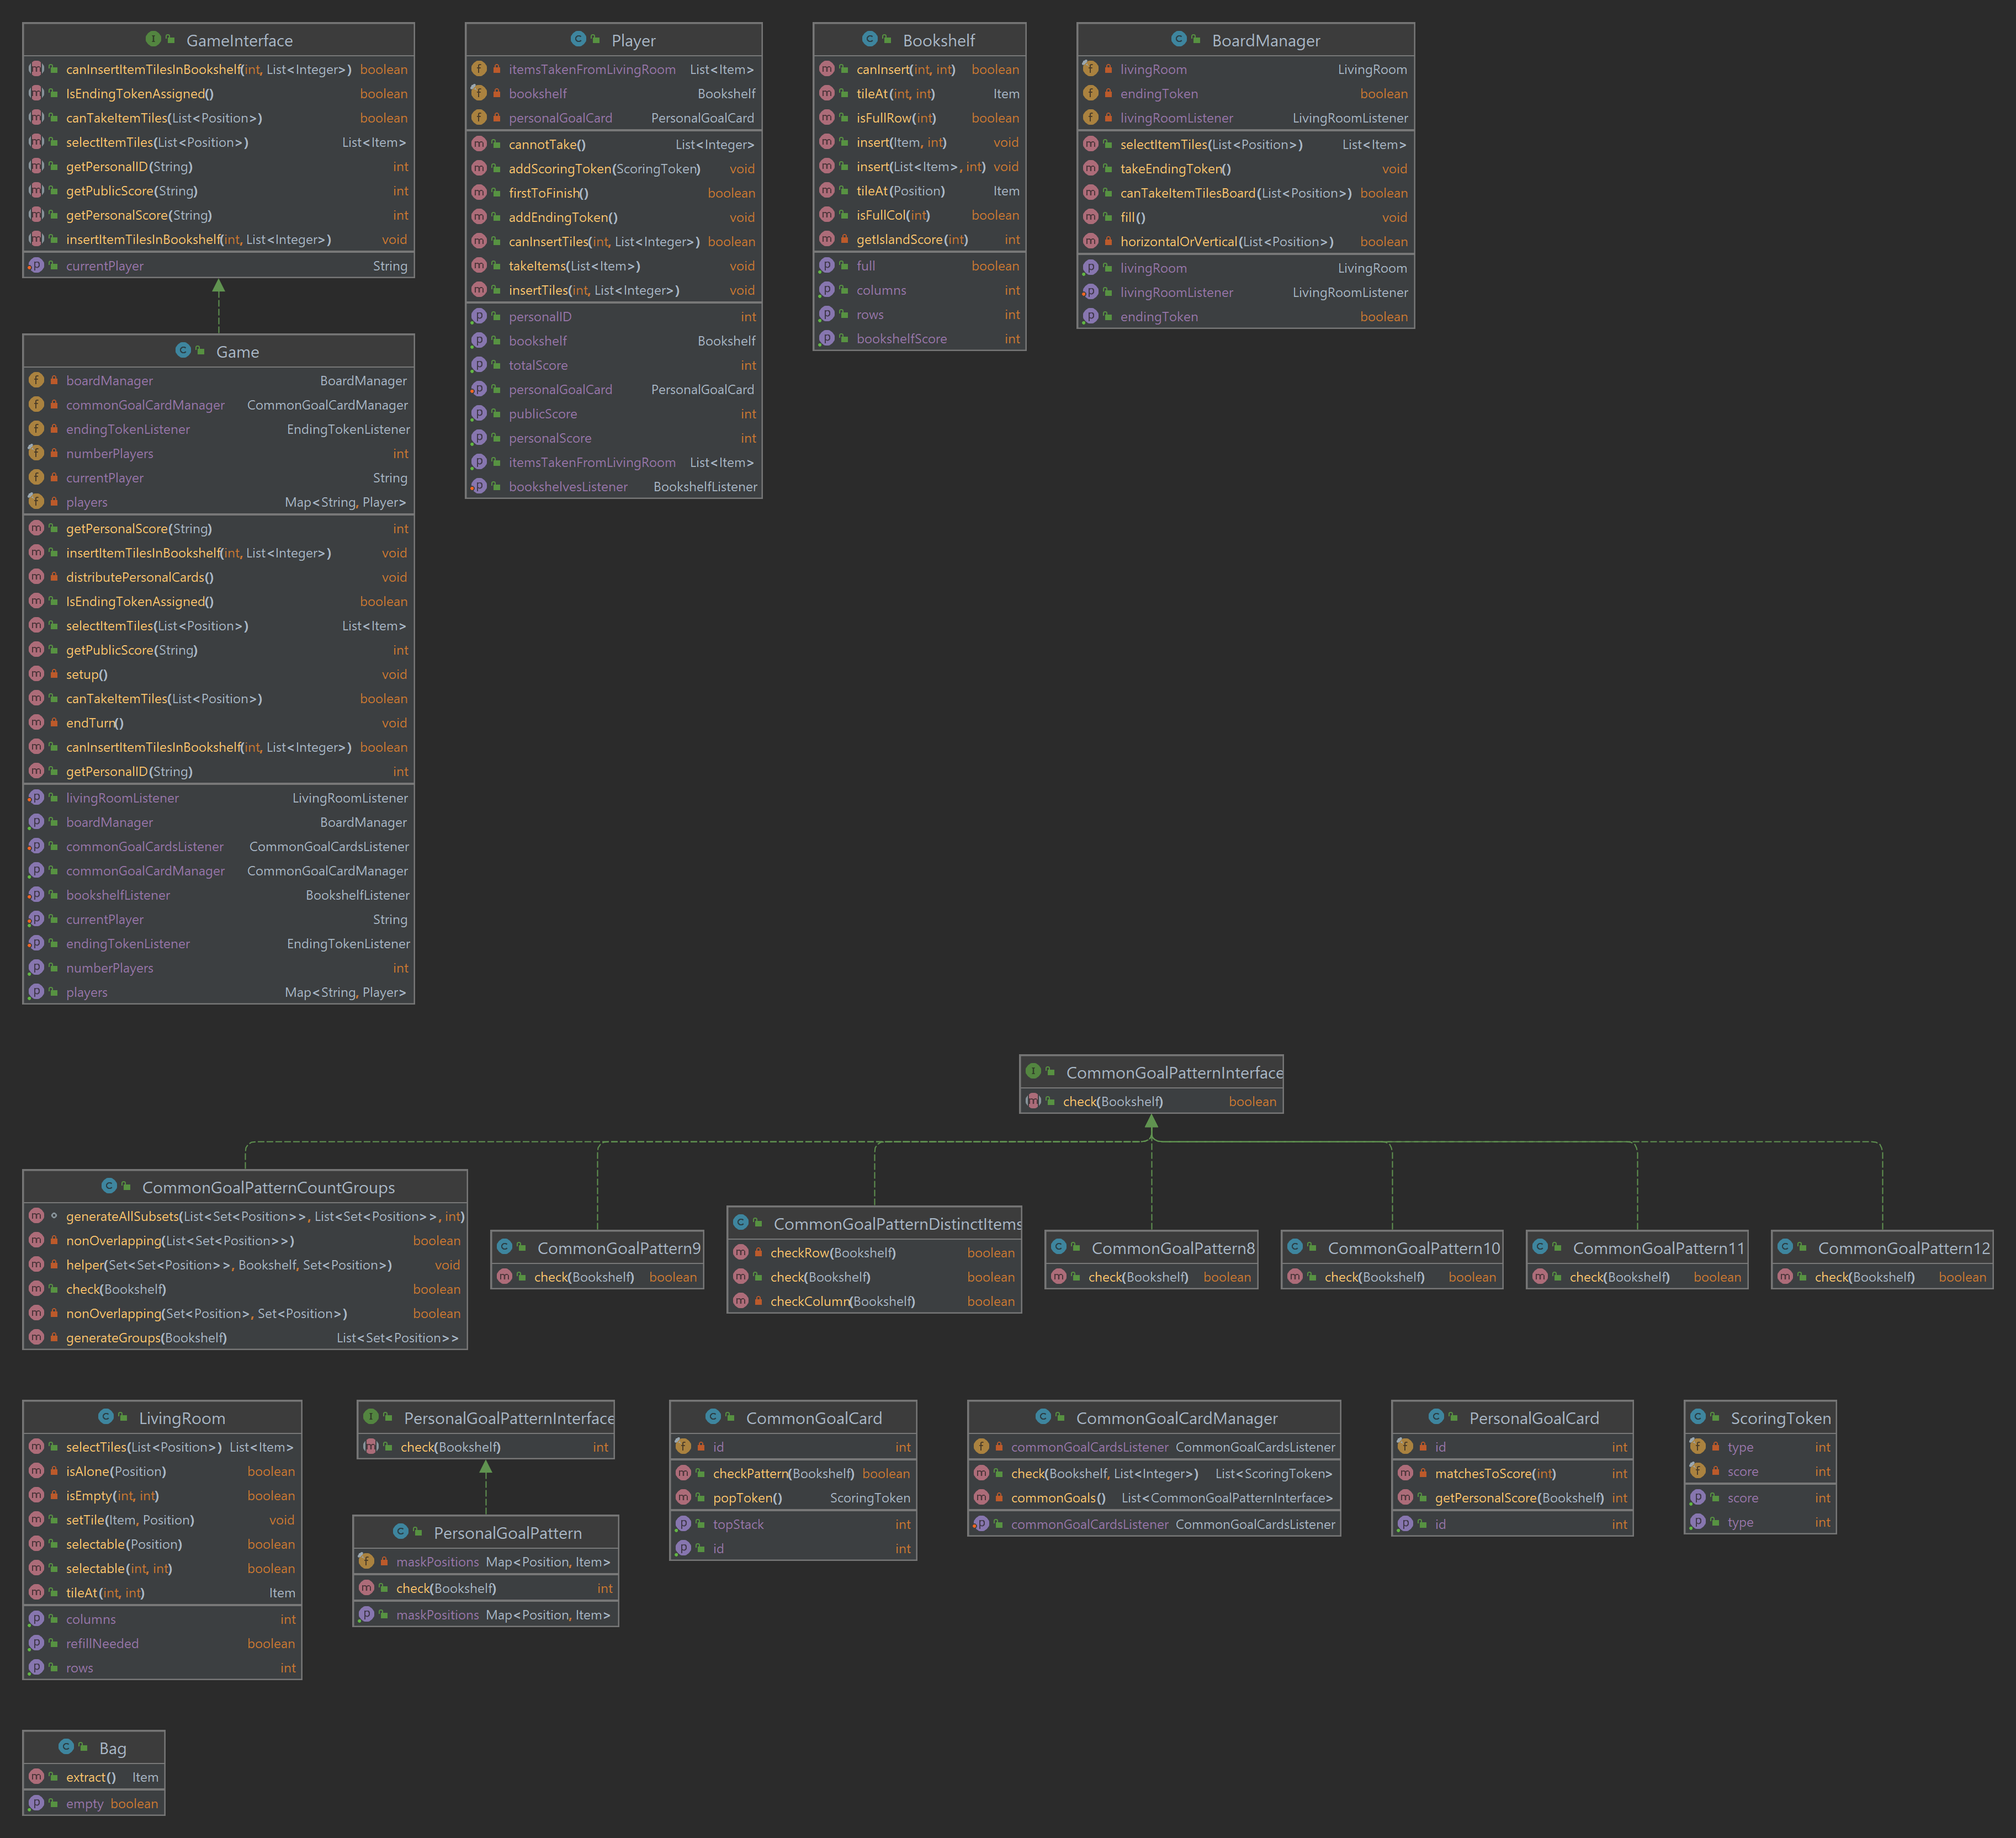 GameInterface
canInsertItemTilesInBookshelf(int, List<Integer>) boolean
IsEndingTokenAssigned() boolean
canTakeItemTiles(List<Position>) boolean
selectItemTiles(List<Position>) List<Item>
getPersonalID(String) int
getPublicScore(String) int
getPersonalScore(String) int
insertItemTilesInBookshelf(int, List<Integer>) void
currentPlayer String
Game
boardManager BoardManager
commonGoalCardManager CommonGoalCardManager
endingTokenListener EndingTokenListener
numberPlayers int
currentPlayer String
players Map<String, Player>
getPersonalScore(String) int
insertItemTilesInBookshelf(int, List<Integer>) void
distributePersonalCards() void
IsEndingTokenAssigned() boolean
selectItemTiles(List<Position>) List<Item>
getPublicScore(String) int
setup() void
canTakeItemTiles(List<Position>) boolean
endTurn() void
canInsertItemTilesInBookshelf(int, List<Integer>) boolean
getPersonalID(String) int
livingRoomListener LivingRoomListener
boardManager BoardManager
commonGoalCardsListener CommonGoalCardsListener
commonGoalCardManager CommonGoalCardManager
bookshelfListener BookshelfListener
currentPlayer String
endingTokenListener EndingTokenListener
numberPlayers int
players Map<String, Player>
Player
itemsTakenFromLivingRoom List<Item>
bookshelf Bookshelf
personalGoalCard PersonalGoalCard
cannotTake() List<Integer>
addScoringToken(ScoringToken) void
firstToFinish() boolean
addEndingToken() void
canInsertTiles(int, List<Integer>) boolean
takeItems(List<Item>) void
insertTiles(int, List<Integer>) void
personalID int
bookshelf Bookshelf
totalScore int
personalGoalCard PersonalGoalCard
publicScore int
personalScore int
itemsTakenFromLivingRoom List<Item>
bookshelvesListener BookshelfListener
Bookshelf
canInsert(int, int) boolean
tileAt(int, int) Item
isFullRow(int) boolean
insert(Item, int) void
insert(List<Item>, int) void
tileAt(Position) Item
isFullCol(int) boolean
getIslandScore(int) int
full boolean
columns int
rows int
bookshelfScore int
BoardManager
livingRoom LivingRoom
endingToken boolean
livingRoomListener LivingRoomListener
selectItemTiles(List<Position>) List<Item>
takeEndingToken() void
canTakeItemTilesBoard(List<Position>) boolean
fill() void
horizontalOrVertical(List<Position>) boolean
livingRoom LivingRoom
livingRoomListener LivingRoomListener
endingToken boolean
CommonGoalPatternInterface
check(Bookshelf) boolean
CommonGoalPatternCountGroups
generateAllSubsets(List<Set<Position>>, List<Set<Position>>, int)
nonOverlapping(List<Set<Position>>) boolean
helper(Set<Set<Position>>, Bookshelf, Set<Position>) void
check(Bookshelf) boolean
nonOverlapping(Set<Position>, Set<Position>) boolean
generateGroups(Bookshelf) List<Set<Position>>
CommonGoalPattern9
check(Bookshelf) boolean
CommonGoalPatternDistinctItems
checkRow(Bookshelf) boolean
check(Bookshelf) boolean
checkColumn(Bookshelf) boolean
CommonGoalPattern8
check(Bookshelf) boolean
CommonGoalPattern10
check(Bookshelf) boolean
CommonGoalPattern11
check(Bookshelf) boolean
CommonGoalPattern12
check(Bookshelf) boolean
LivingRoom
selectTiles(List<Position>) List<Item>
isAlone(Position) boolean
isEmpty(int, int) boolean
setTile(Item, Position) void
selectable(Position) boolean
selectable(int, int) boolean
tileAt(int, int) Item
columns int
refillNeeded boolean
rows int
PersonalGoalPatternInterface
check(Bookshelf) int
PersonalGoalPattern
maskPositions Map<Position, Item>
check(Bookshelf) int
maskPositions Map<Position, Item>
CommonGoalCard
id int
checkPattern(Bookshelf) boolean
popToken() ScoringToken
topStack int
id int
CommonGoalCardManager
commonGoalCardsListener CommonGoalCardsListener
check(Bookshelf, List<Integer>) List<ScoringToken>
commonGoals() List<CommonGoalPatternInterface>
commonGoalCardsListener CommonGoalCardsListener
PersonalGoalCard
id int
matchesToScore(int) int
getPersonalScore(Bookshelf) int
id int
ScoringToken
type int
score int
score int
type int
Bag
extract() Item
empty boolean